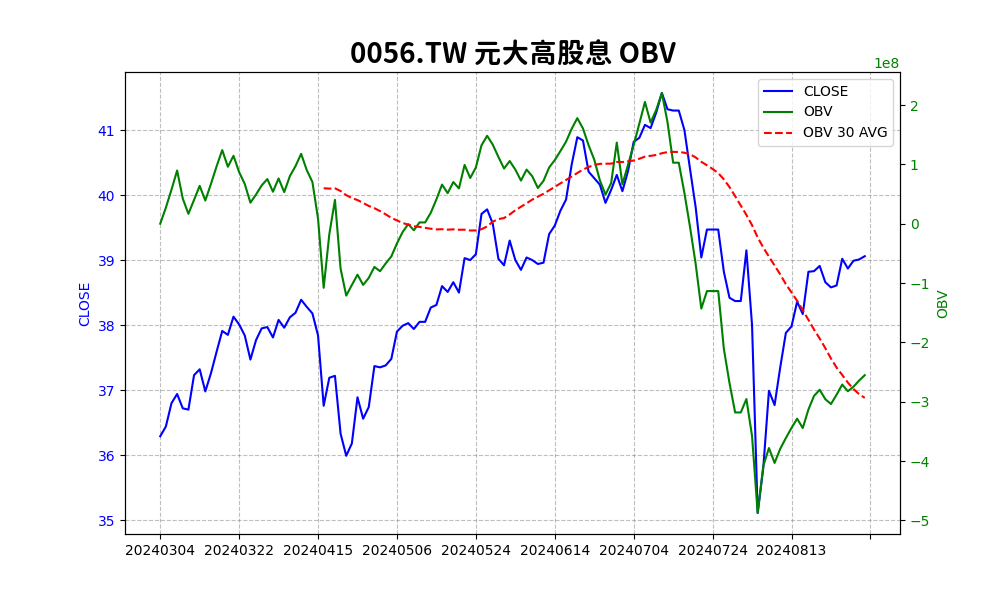 0056.TW 元大高股息 OBV
1e8
CLOSE
OBV
OBV 30 AVG
41
40
39
38
37
36
35
CLOSE
2
1
0
−1
−2
−3
−4
−5
OBV
20240304 20240322 20240415 20240506 20240524 20240614 20240704 20240724 20240813